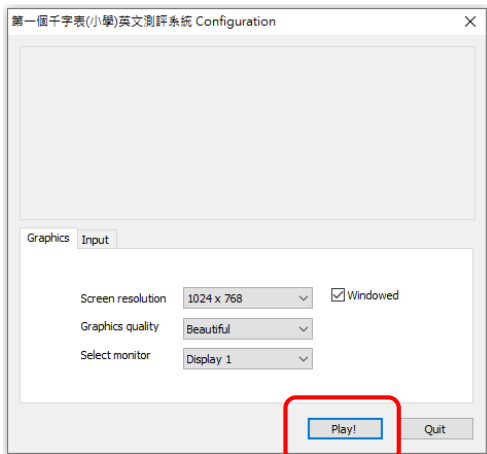 第一個千字表(小學)英文測評系統 Configuration
Graphics Input
Screen resolution 1024 x 768 Windowed
Graphics quality Beautiful
Select monitor Display 1
Play! Quit